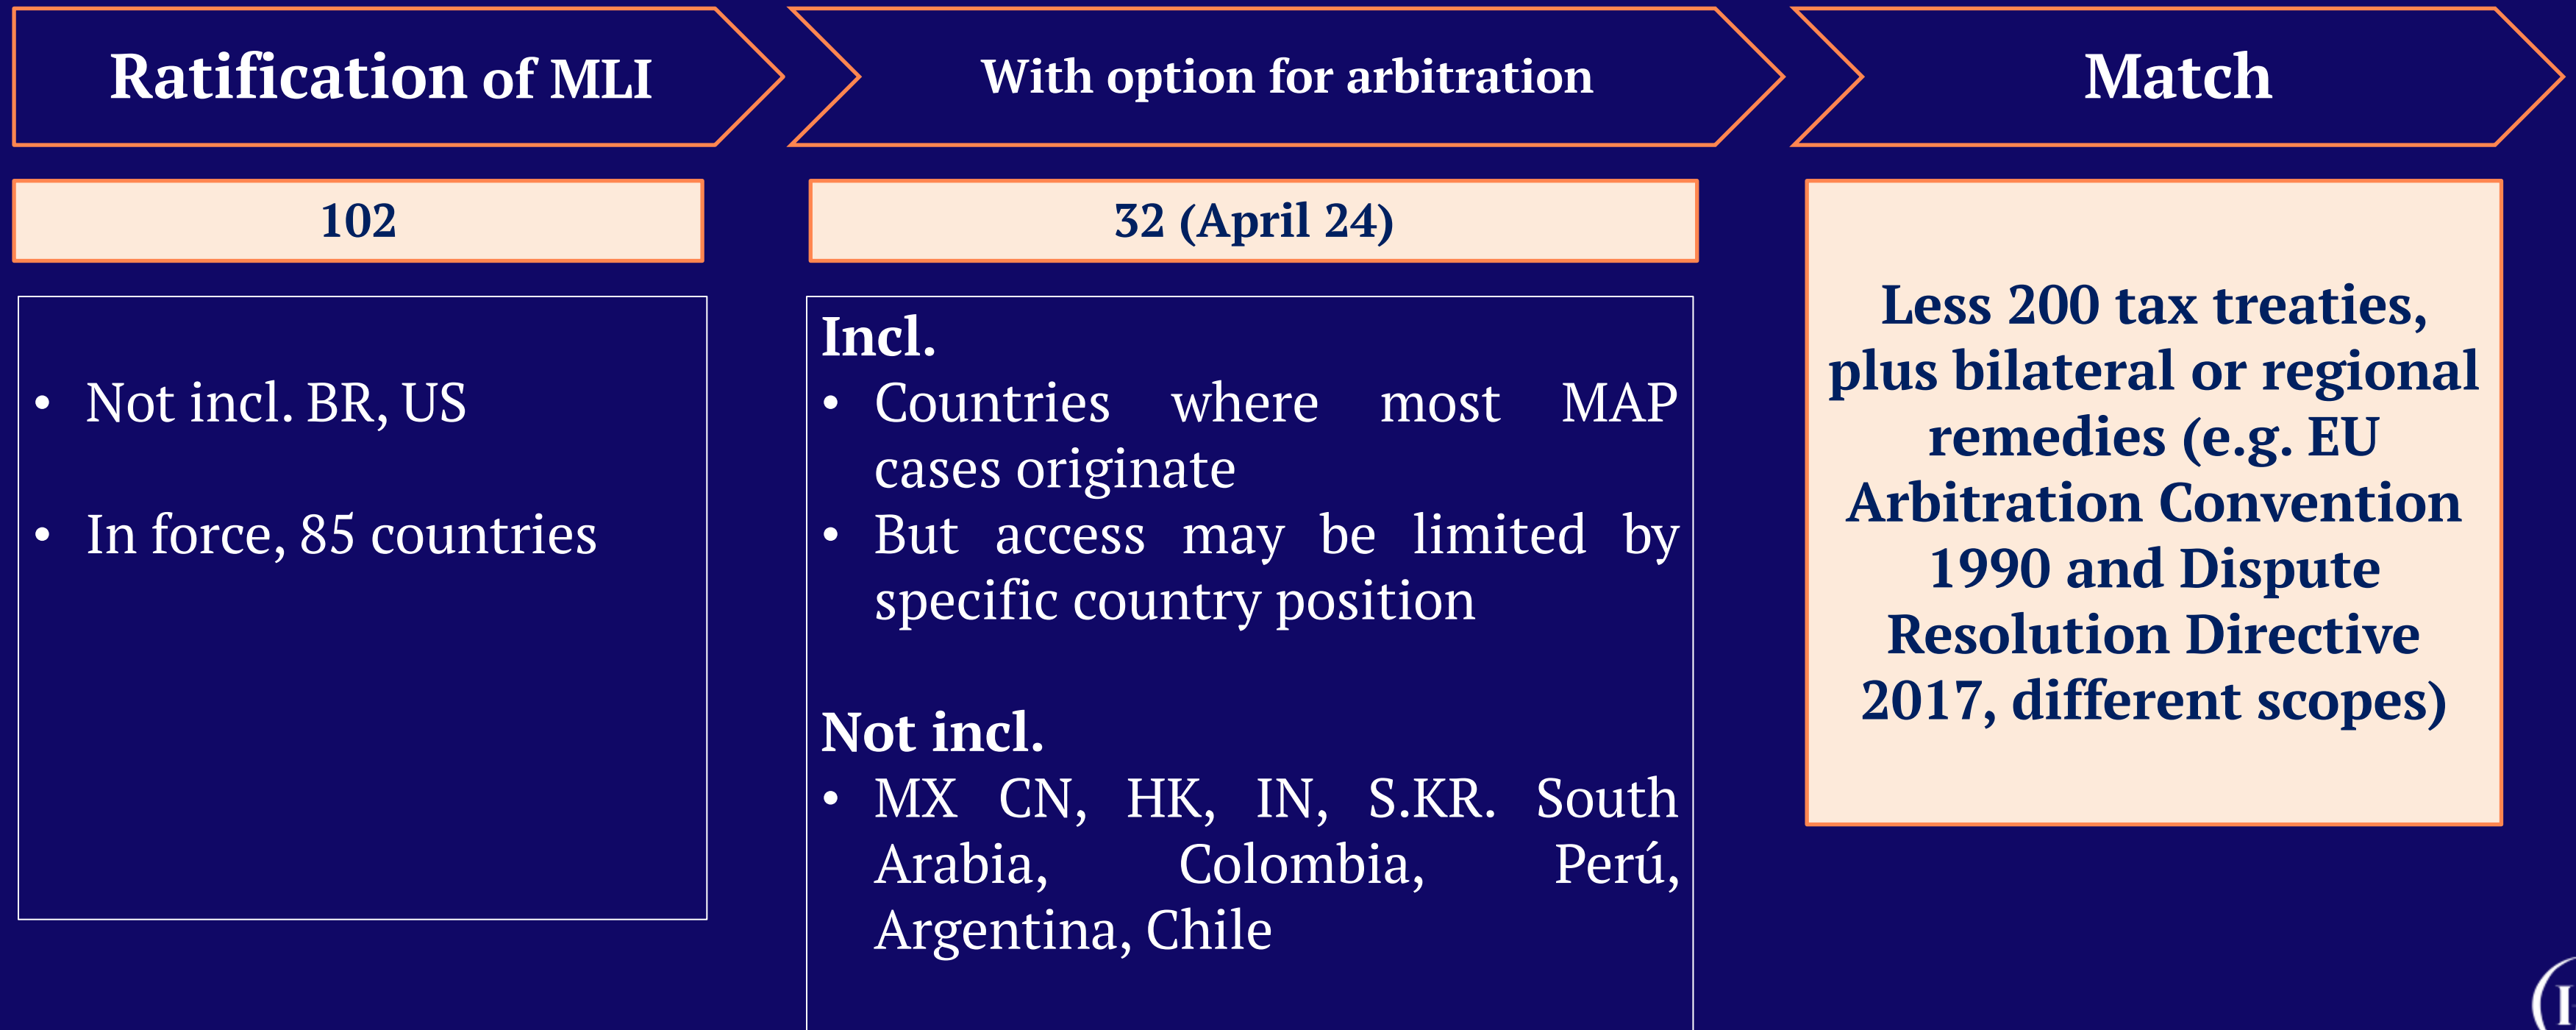 Ratification of MLI
With option for arbitration
Match
102
32 (April 24)
• Not incl. BR, US
• In force, 85 countries
Incl.
• Countries where most MAP
cases originate
• But access may be limited by
specific country position
Not incl.
• MX CN, HK, IN, S.KR. South
Arabia, Colombia, Perú,
Argentina, Chile
Less 200 tax treaties,
plus bilateral or regional
remedies (e.g. EU
Arbitration Convention
1990 and Dispute
Resolution Directive
2017, different scopes)